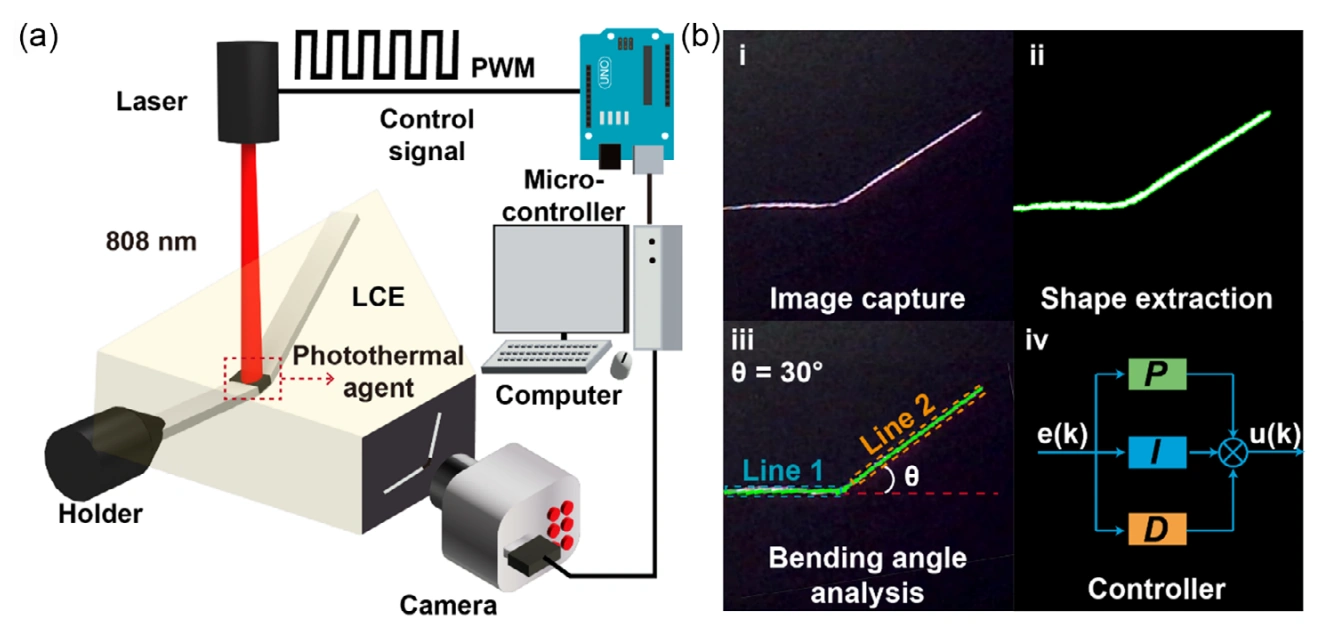 (a)
Laser
PWM
Control
signal
UNO
Micro-
controller
808 nm
LCE
Photothermal
agent
Computer
Holder
Camera
(b)
i
Image capture
ii
Shape extraction
iii
θ = 30°
Line 1
Line 2
θ
Bending angle
analysis
iv
P
e(k)
I
u(k)
D
Controller